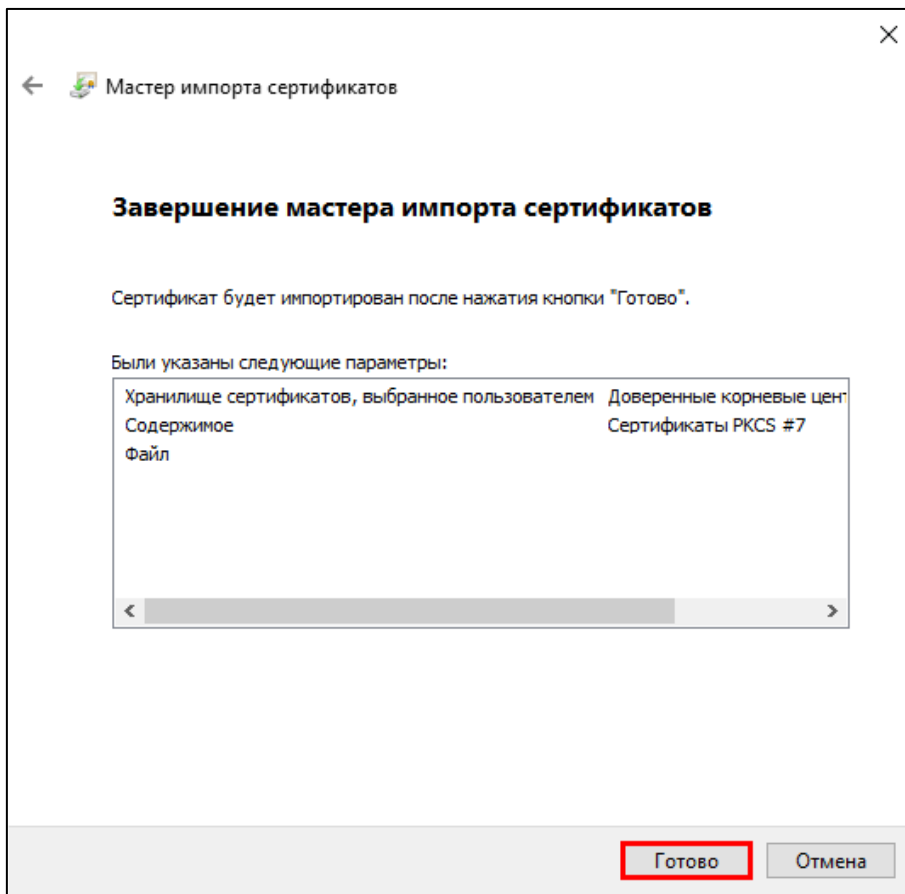 Мастер импорта сертификатов
Завершение мастера импорта сертификатов
Сертификат будет импортирован после нажатия кнопки "Готово".
Были указаны следующие параметры:
Хранилище сертификатов, выбранное пользователем Доверенные корневые цент
Содержимое Сертификаты PKCS #7
Файл
Готово Отмена